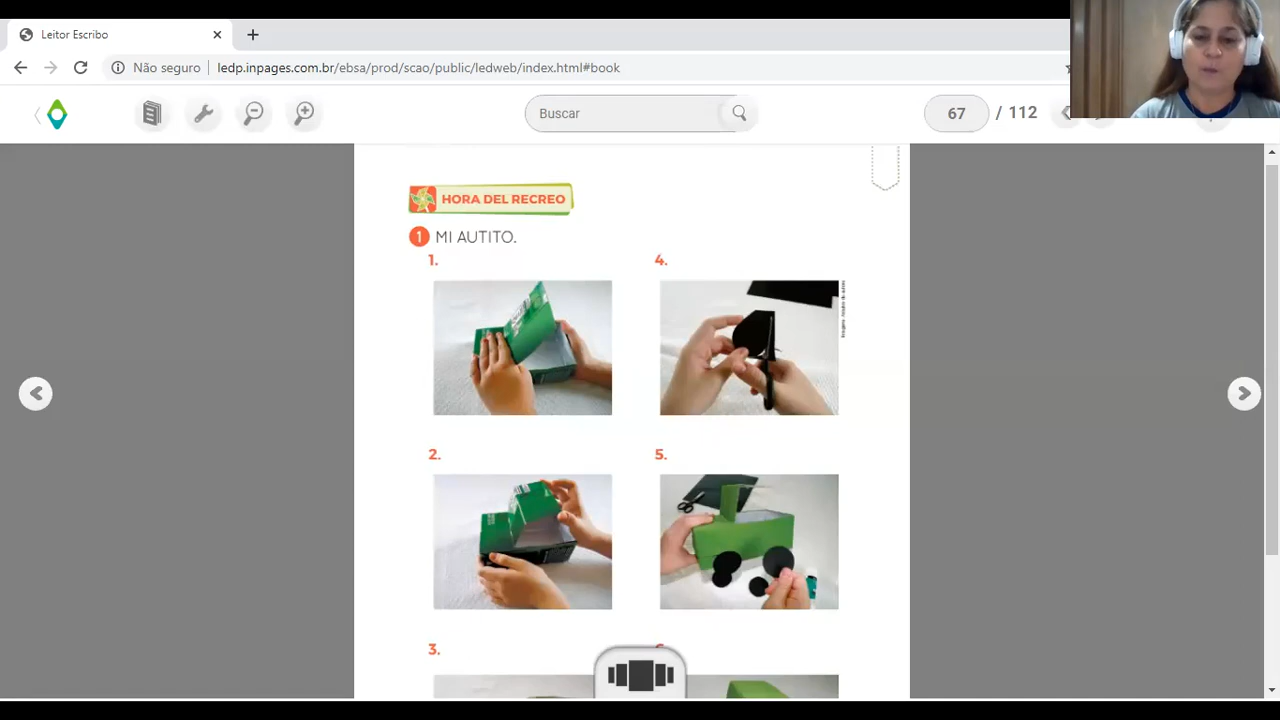 Leitor Escribo
Não seguro ledp.inpages.com.br/ebsa/prod/scao/public/ledweb/index.html#book
Buscar
67 / 112
HORA DEL RECREO
1 MI AUTITO.
1.
4.
2.
5.
3.